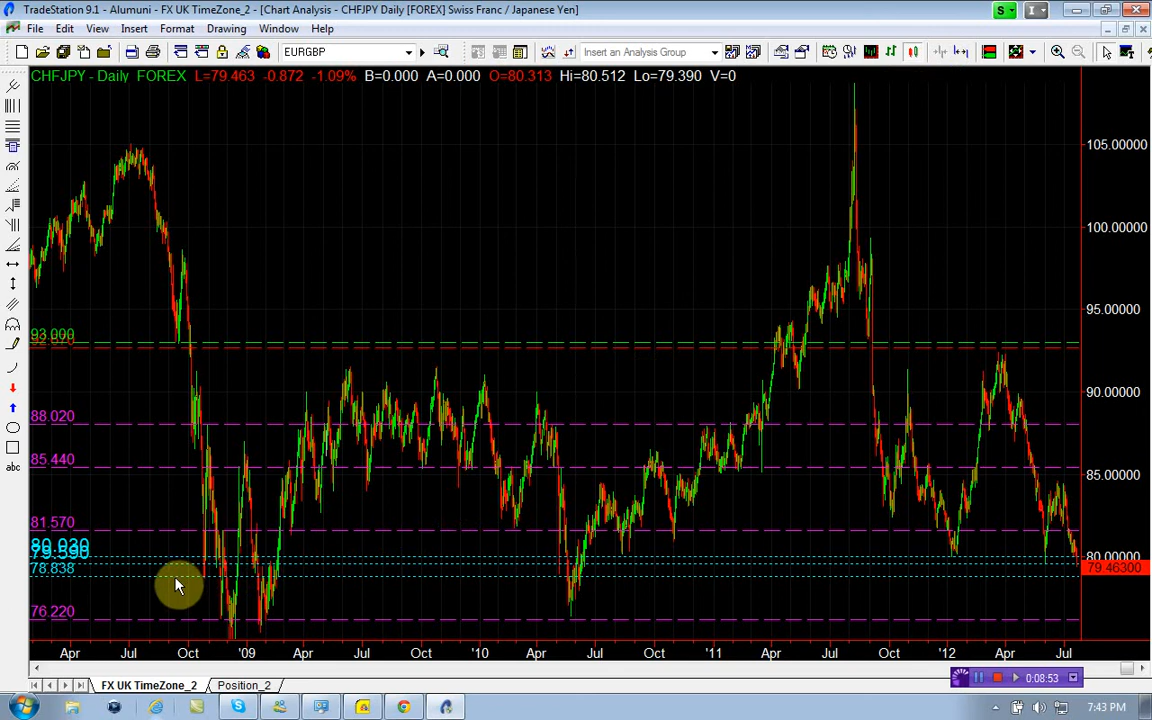 TradeStation 9.1 - Alumuni - FX UK TimeZone_2 - [Chart Analysis - CHFJPY Daily [FOREX] Swiss Franc / Japanese Yen]
S
I
File Edit View Insert Format Drawing Window Help
EURGBP
Insert an Analysis Group
CHFJPY - Daily FOREX L=79.463 -0.872 -1.09% B=0.000 A=0.000 O=80.313 Hi=80.512 Lo=79.390 V=0
105.00000
100.00000
95.00000
93.000
90.00000
88.020
85.440
85.00000
81.570
80.030
80.00000
79.590
78.838
79.46300
76.220
abc
Apr Jul Oct '09 Apr Jul Oct '10 Apr Jul Oct '11 Apr Jul Oct '12 Apr Jul
0:08:53
FX UK TimeZone_2 Position_2
7:43 PM